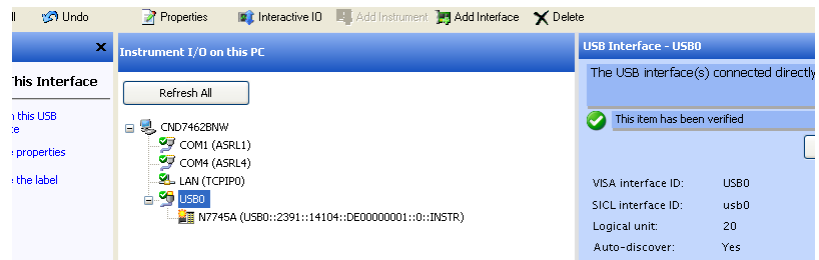 Undo Properties Interactive IO Add Instrument Add Interface Delete
Instrument I/O on this PC
USB Interface - USB0
his Interface
The USB interface(s) connected directly
Refresh All
this USB
This item has been verified
CND7462BNW
COM1 (ASRL1)
properties
COM4 (ASRL4)
the label
LAN (TCPIP0)
VISA interface ID: USB0
USB0
SICL interface ID: usb0
N7745A (USB0::2391::14104::DE00000001::0::INSTR)
Logical unit: 20
Auto-discover: Yes